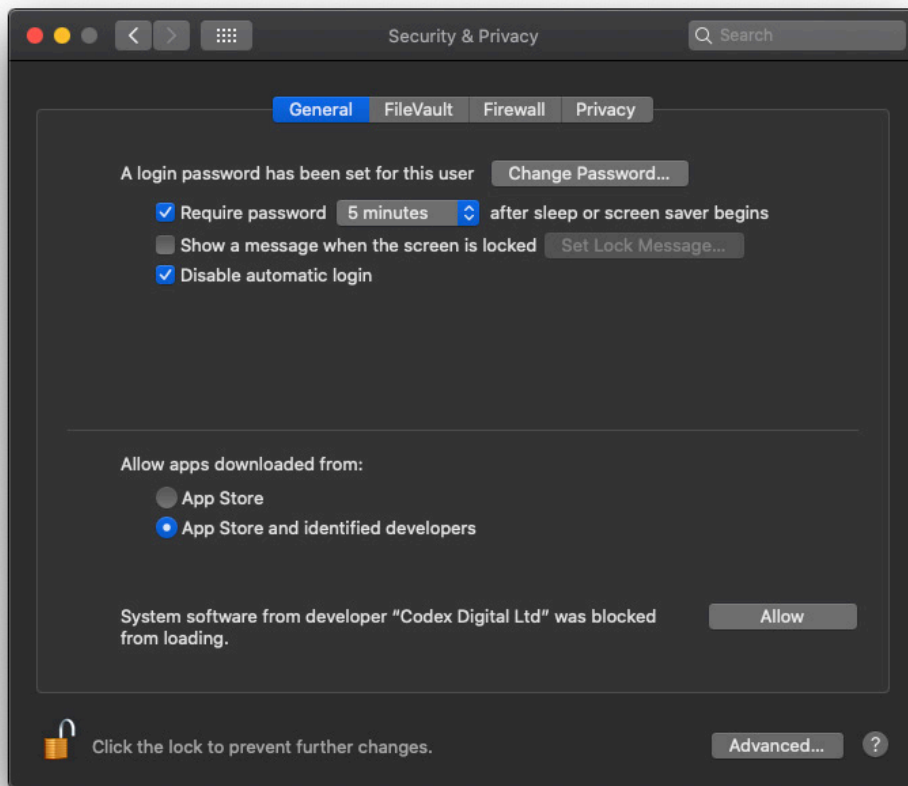 Security & Privacy
Search
General FileVault Firewall Privacy
A login password has been set for this user Change Password...
Require password 5 minutes after sleep or screen saver begins
Show a message when the screen is locked Set Lock Message...
Disable automatic login
Allow apps downloaded from:
App Store
App Store and identified developers
System software from developer “Codex Digital Ltd” was blocked Allow
from loading.
Click the lock to prevent further changes. Advanced... ?